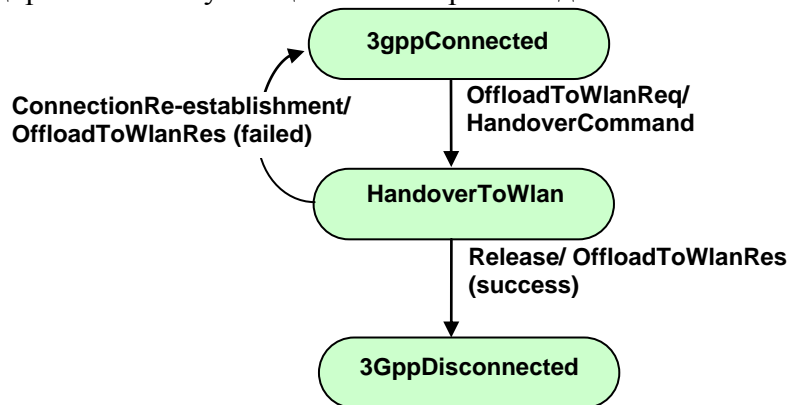 3gppConnected
OffloadToWlanReq/
HandoverCommand
ConnectionRe-establishment/
OffloadToWlanRes (failed)
HandoverToWlan
Release/ OffloadToWlanRes
(success)
3GppDisconnected